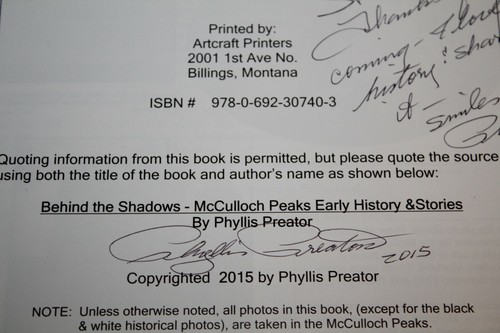 Printed by:
Artcraft Printers
2001 1st Ave No.
Billings, Montana
ISBN # 978-0-692-30740-3
Thanks
coming - I love
history & shar
it -
smiles
Quoting information from this book is permitted, but please quote the source
using both the title of the book and author's name as shown below:
Behind the Shadows - McCulloch Peaks Early History &Stories
By Phyllis Preator
Phyllis Preator 2015
Copyrighted 2015 by Phyllis Preator
NOTE: Unless otherwise noted, all photos in this book, (except for the black
& white historical photos), are taken in the McCulloch Peaks.